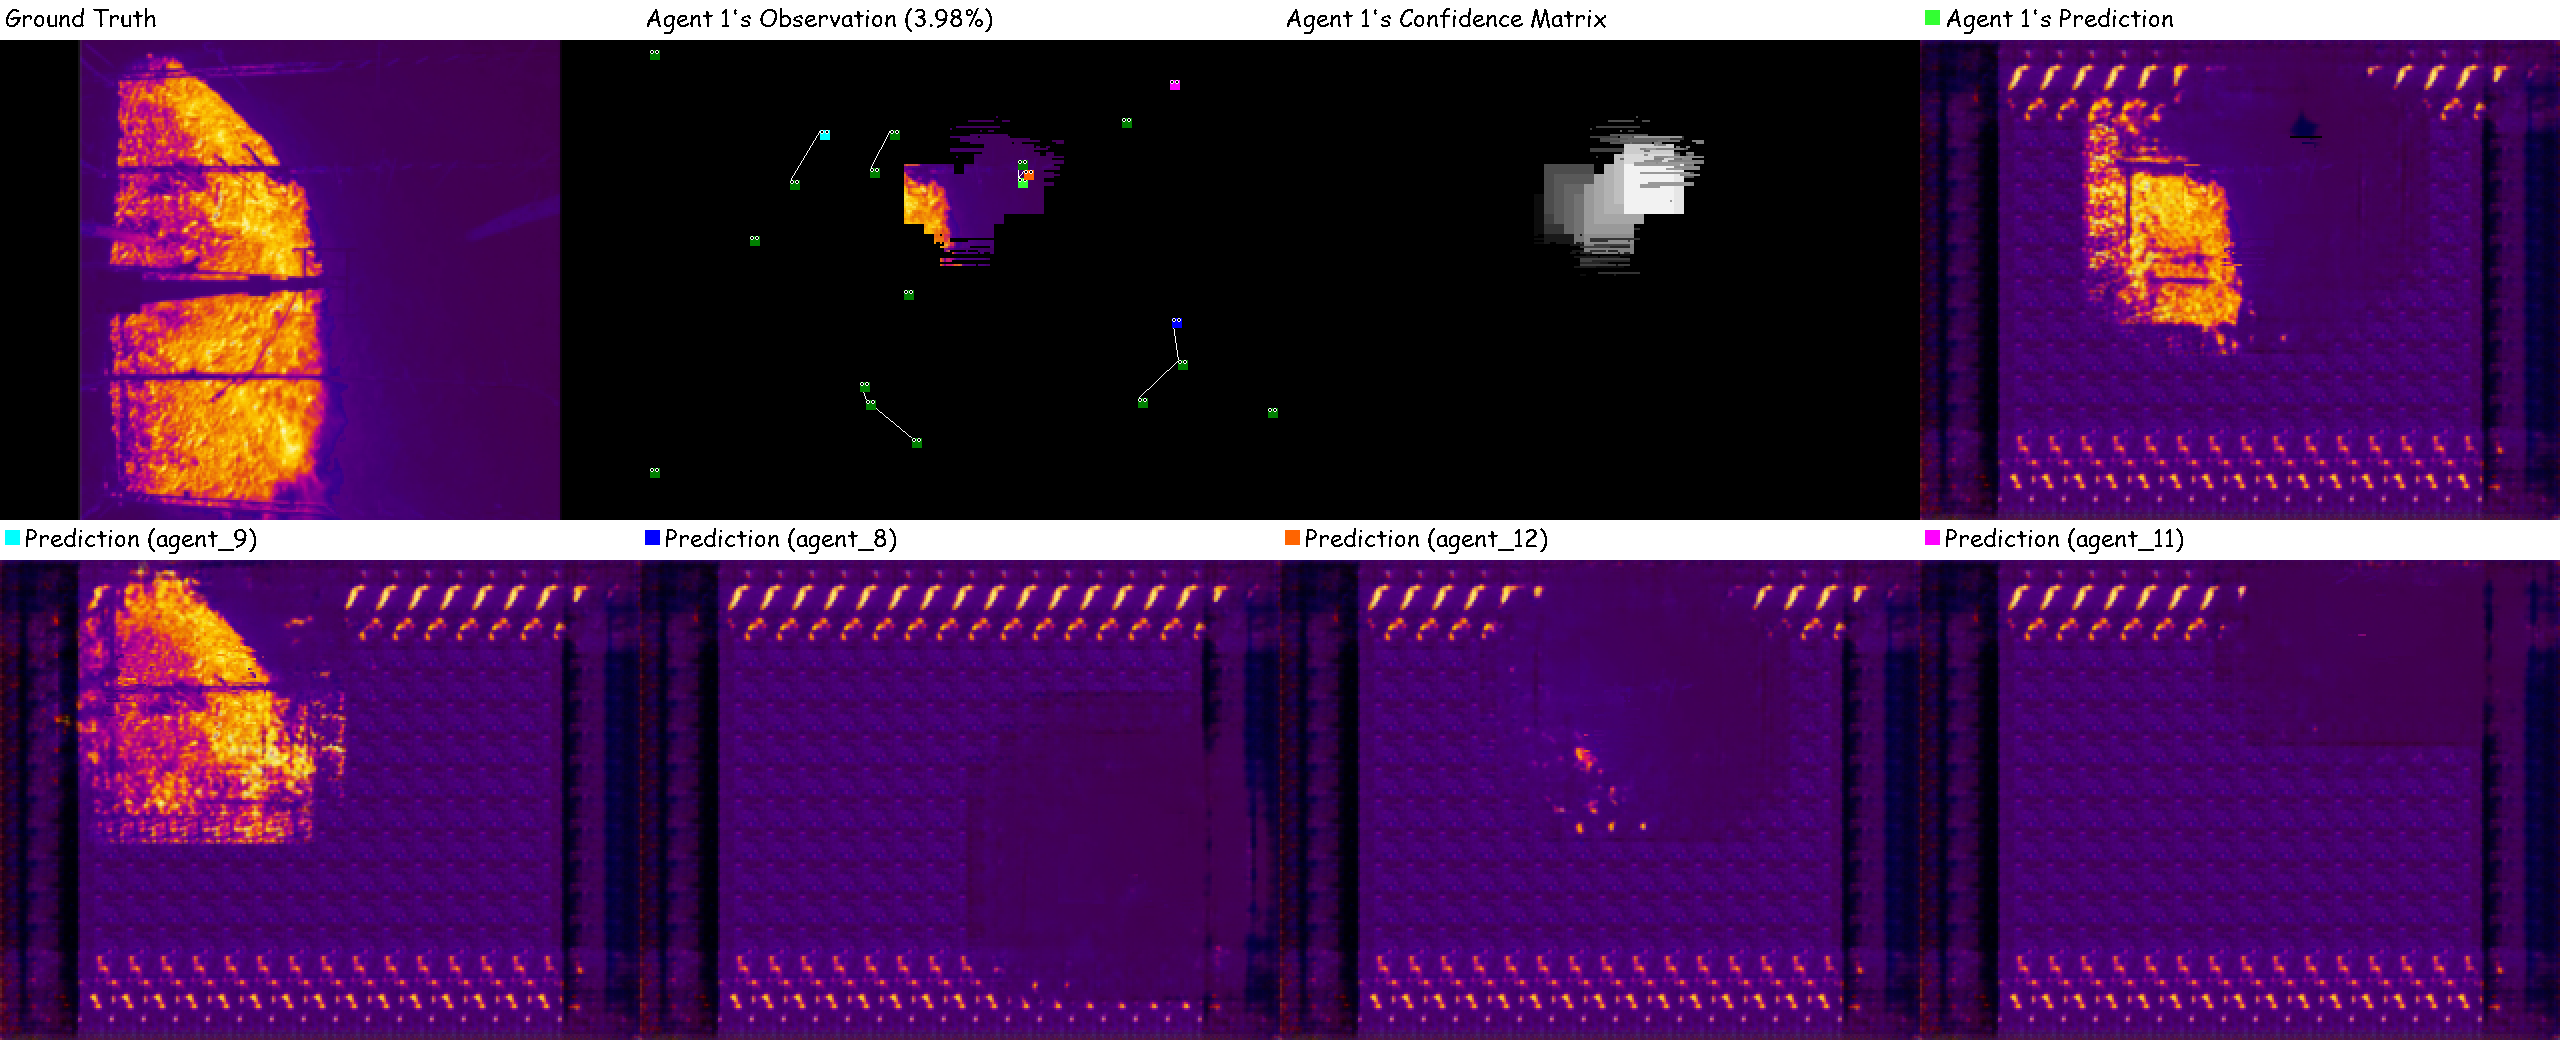 Ground Truth
Agent 1's Observation (3.98%)
Agent 1's Confidence Matrix
Agent 1's Prediction
Prediction (agent_9)
Prediction (agent_8)
Prediction (agent_12)
Prediction (agent_11)